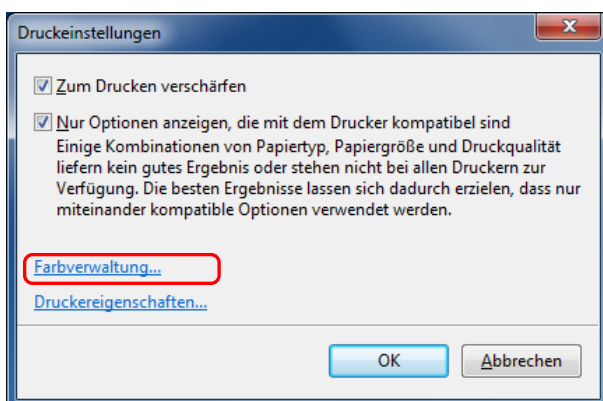 Druckeinstellungen
Zum Drucken verschärfen
Nur Optionen anzeigen, die mit dem Drucker kompatibel sind
Einige Kombinationen von Papiertyp, Papiergröße und Druckqualität
liefern kein gutes Ergebnis oder stehen nicht bei allen Druckern zur
Verfügung. Die besten Ergebnisse lassen sich dadurch erzielen, dass nur
miteinander kompatible Optionen verwendet werden.
Farbverwaltung...
Druckereigenschaften...
OK Abbrechen